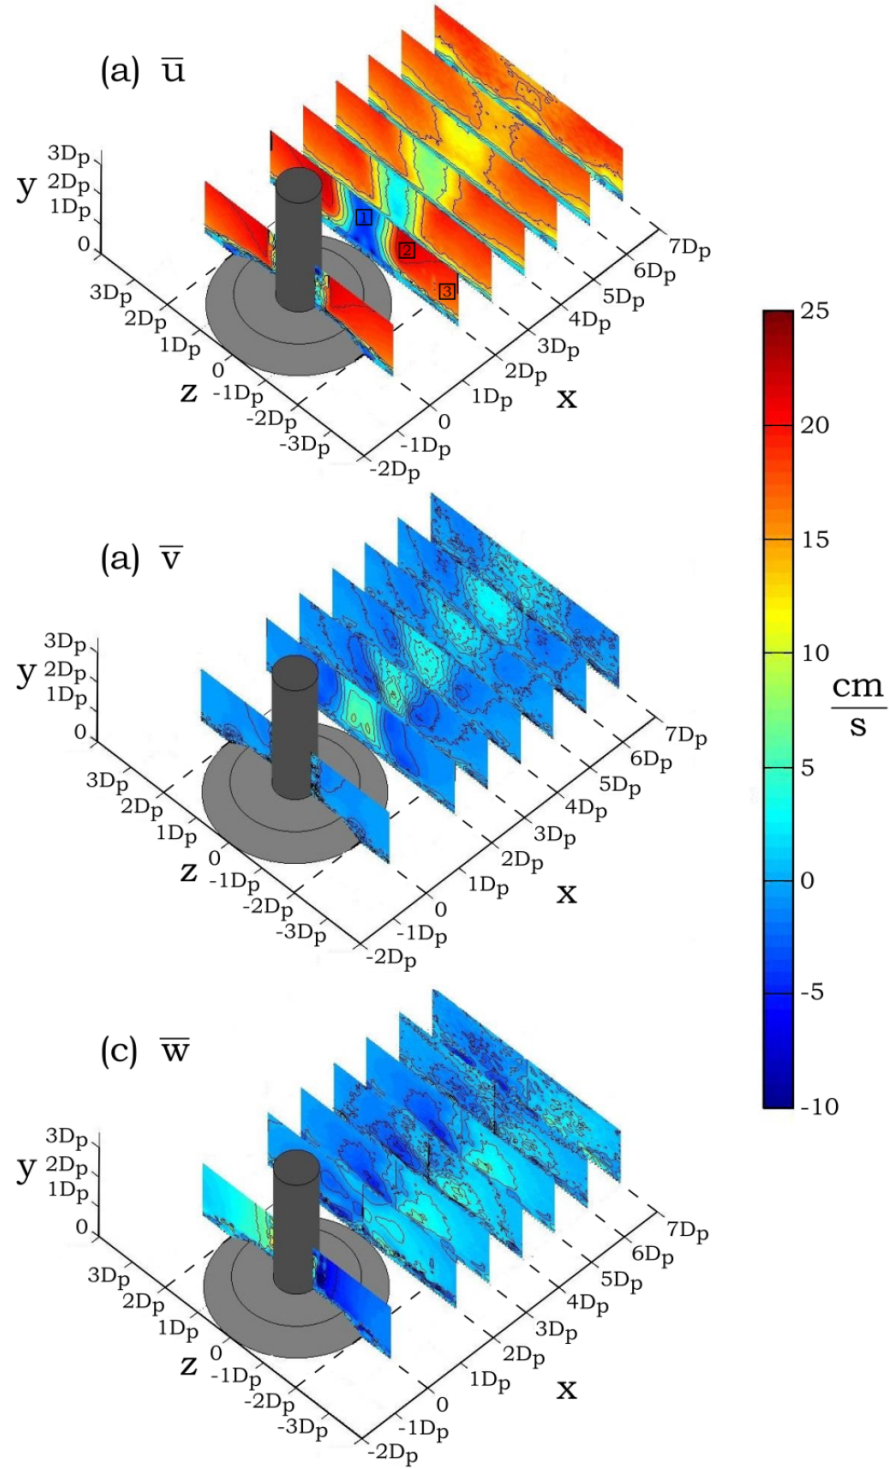 (a) u̅
y
3Dp
2Dp
1Dp
0
1
2
3
3Dp
2Dp
1Dp
0
-1Dp
-2Dp
-3Dp
z
-2Dp
-1Dp
0
1Dp
2Dp
3Dp
4Dp
5Dp
6Dp
7Dp
x
(a) v̅
y
3Dp
2Dp
1Dp
0
3Dp
2Dp
1Dp
0
-1Dp
-2Dp
-3Dp
z
-2Dp
-1Dp
0
1Dp
2Dp
3Dp
4Dp
5Dp
6Dp
7Dp
x
(c) w̅
y
3Dp
2Dp
1Dp
0
3Dp
2Dp
1Dp
0
-1Dp
-2Dp
-3Dp
z
-2Dp
-1Dp
0
1Dp
2Dp
3Dp
4Dp
5Dp
6Dp
7Dp
x
25
20
15
10
5
0
-5
-10
cm
s